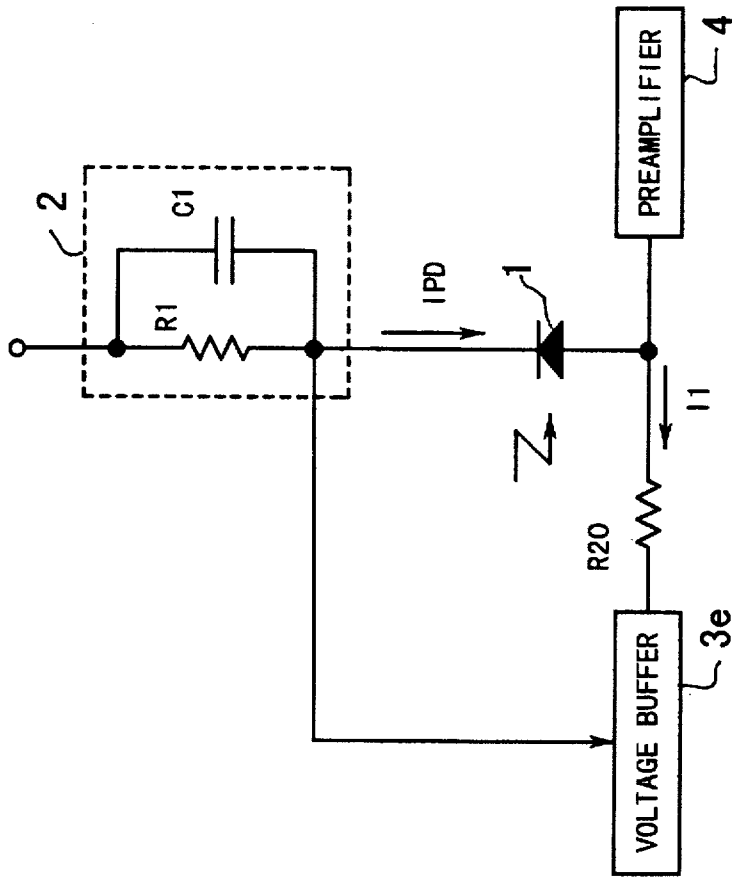 2
C1
R1
IPD
1
I1
R20
PREAMPLIFIER
4
VOLTAGE BUFFER
3e